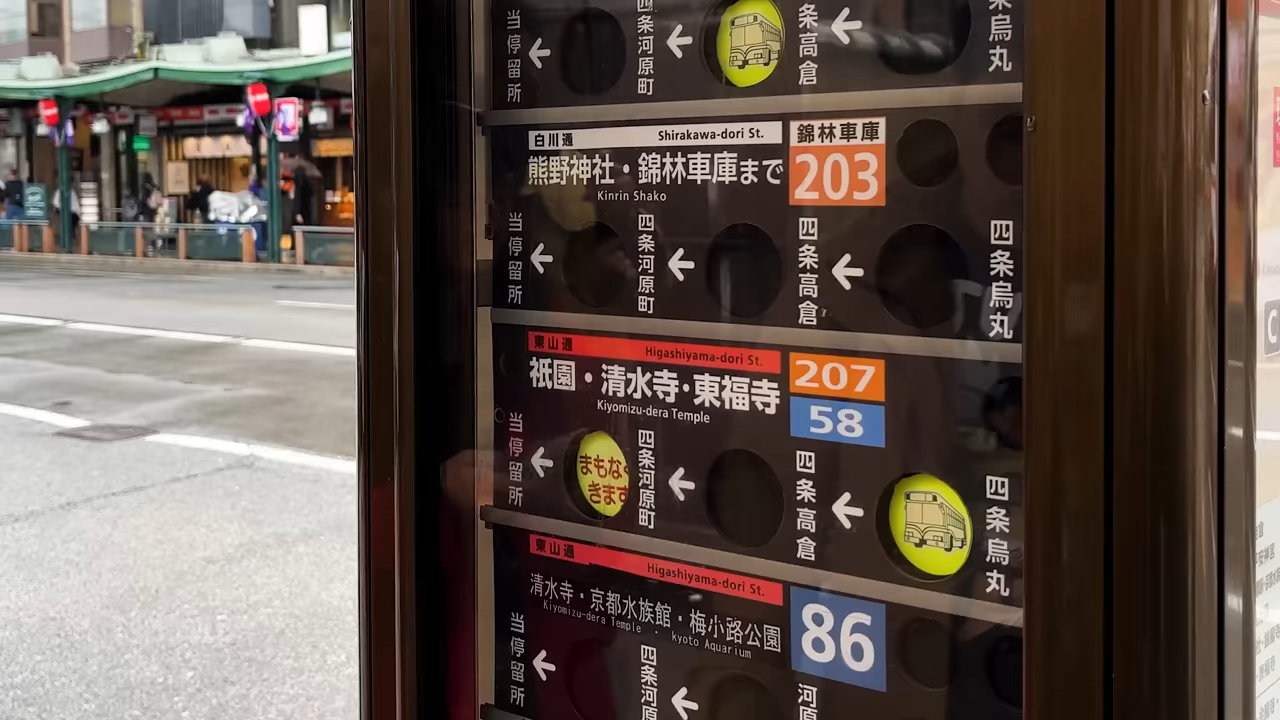 当停留所
四条河原町
条高倉
烏丸
白川通 Shirakawa-dori St.
熊野神社・錦林車庫まで
Kinrin Shako
錦林車庫
203
当停留所
四条河原町
四条高倉
四条烏丸
東山通 Higashiyama-dori St.
祇園・清水寺・東福寺
Kiyomizu-dera Temple
207
58
当停留所
まもなく
きます
四条河原町
四条高倉
四条烏丸
東山通 Higashiyama-dori St.
清水寺・京都水族館・梅小路公園
Kiyomizu-dera Temple ・ kyoto Aquarium
86
当停留所
四条河
河